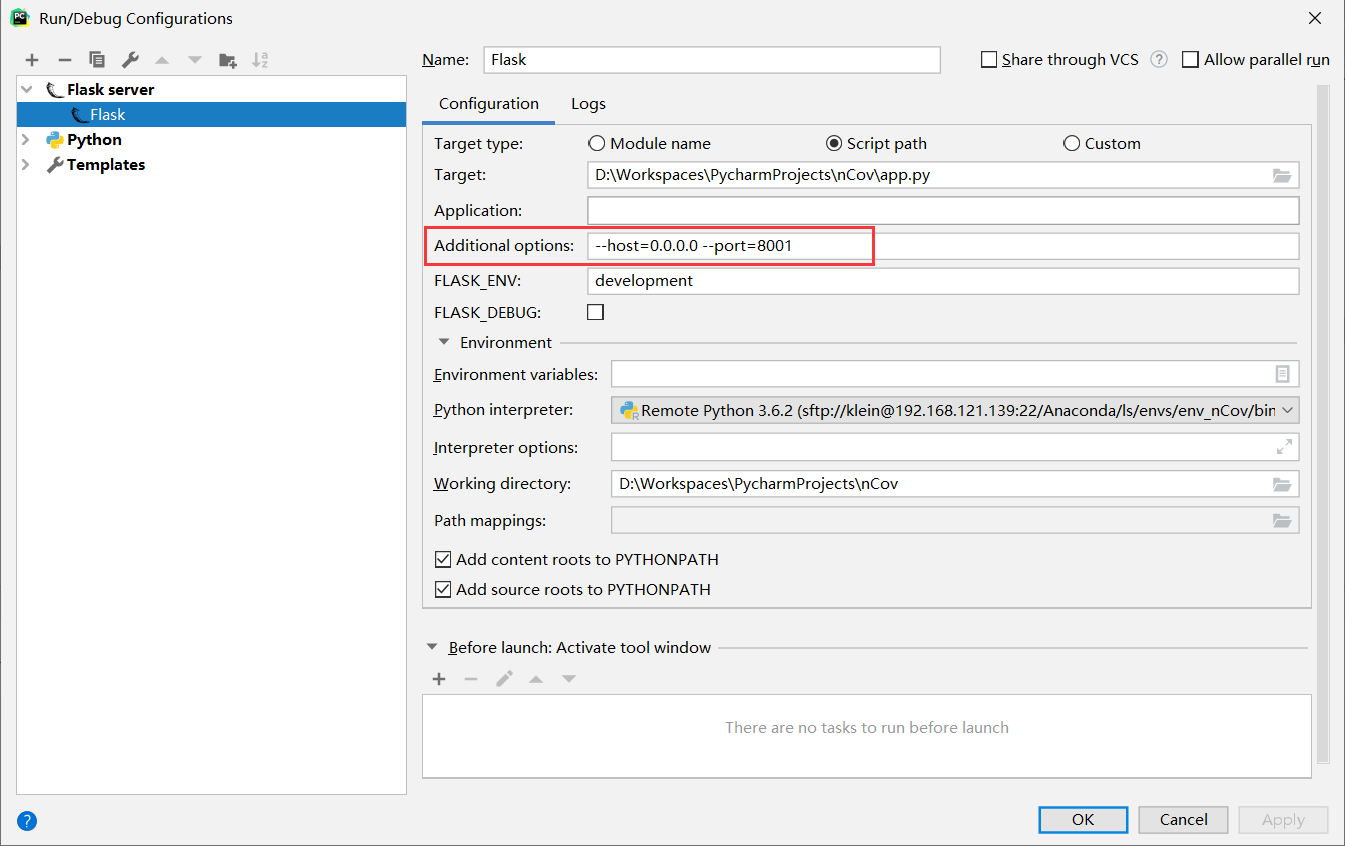 Run/Debug Configurations
Name: Flask
Share through VCS ? Allow parallel run
Flask server
Flask
Python
Templates
Configuration Logs
Target type: Module name Script path Custom
Target: D:\Workspaces\PycharmProjects\nCov\app.py
Application:
Additional options: --host=0.0.0.0 --port=8001
FLASK_ENV: development
FLASK_DEBUG:
Environment
Environment variables:
Python interpreter: Remote Python 3.6.2 (sftp://klein@192.168.121.139:22/Anaconda/ls/envs/env_nCov/bin
Interpreter options:
Working directory: D:\Workspaces\PycharmProjects\nCov
Path mappings:
Add content roots to PYTHONPATH
Add source roots to PYTHONPATH
Before launch: Activate tool window
There are no tasks to run before launch
? OK Cancel Apply